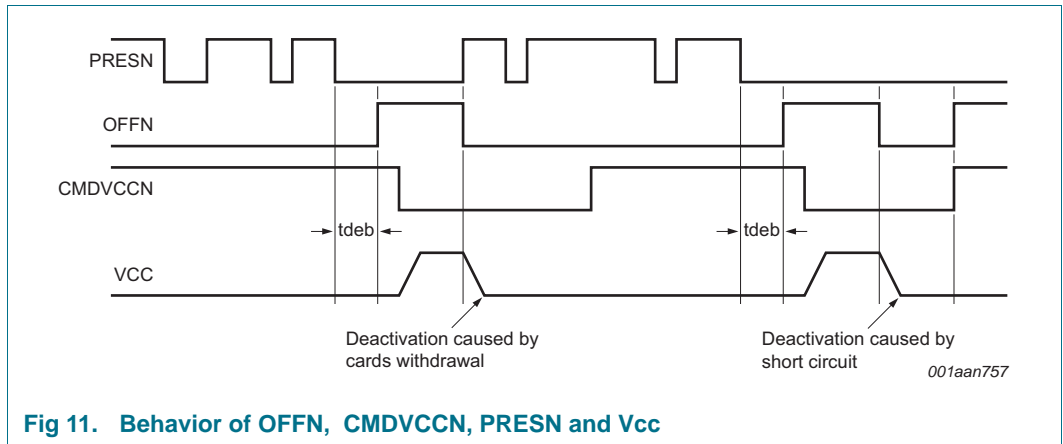 PRESN
OFFN
CMDVCCN
tdeb
tdeb
VCC
Deactivation caused by
cards withdrawal
Deactivation caused by
short circuit
001aan757
Fig 11. Behavior of OFFN, CMDVCCN, PRESN and Vcc